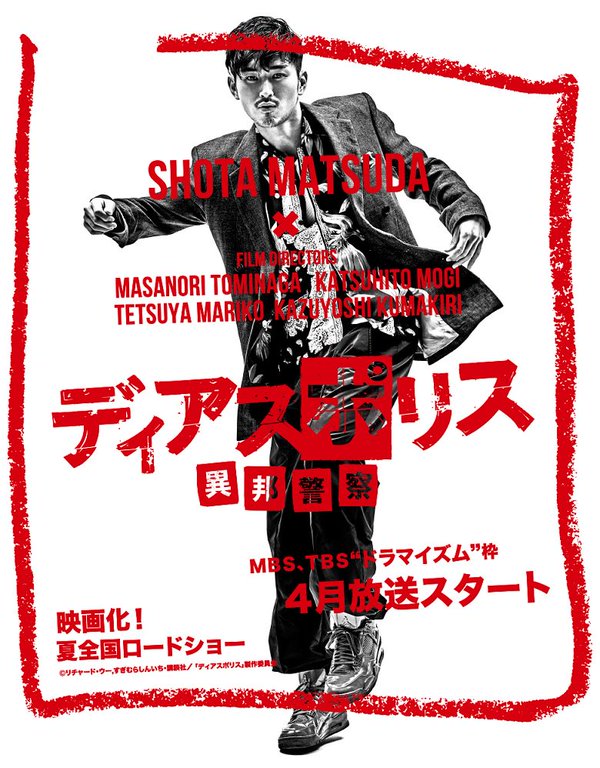 SHOTA MATSUDA
×
FILM DIRECTORS
MASANORI TOMINAGA KATSUHITO MOGI
TETSUYA MARIKO KAZUYOSHI KUMAKIRI
ディアスポリス
異邦警察
MBS、TBS“ドラマイズム”枠
4月放送スタート
映画化!
夏全国ロードショー
©リチャード・ウー,すぎむらしんいち・講談社/「ディアスポリス」製作委員会